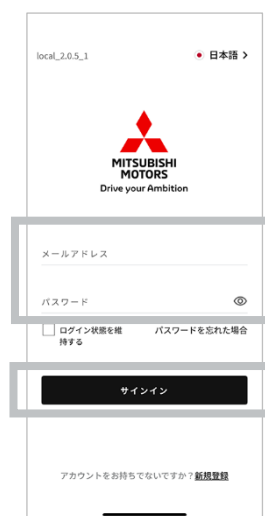 local_2.0.5_1
日本語 >
MITSUBISHI
MOTORS
Drive your Ambition
メールアドレス
パスワード
ログイン状態を維
持する
パスワードを忘れた場合
サインイン
アカウントをお持ちでないですか？新規登録